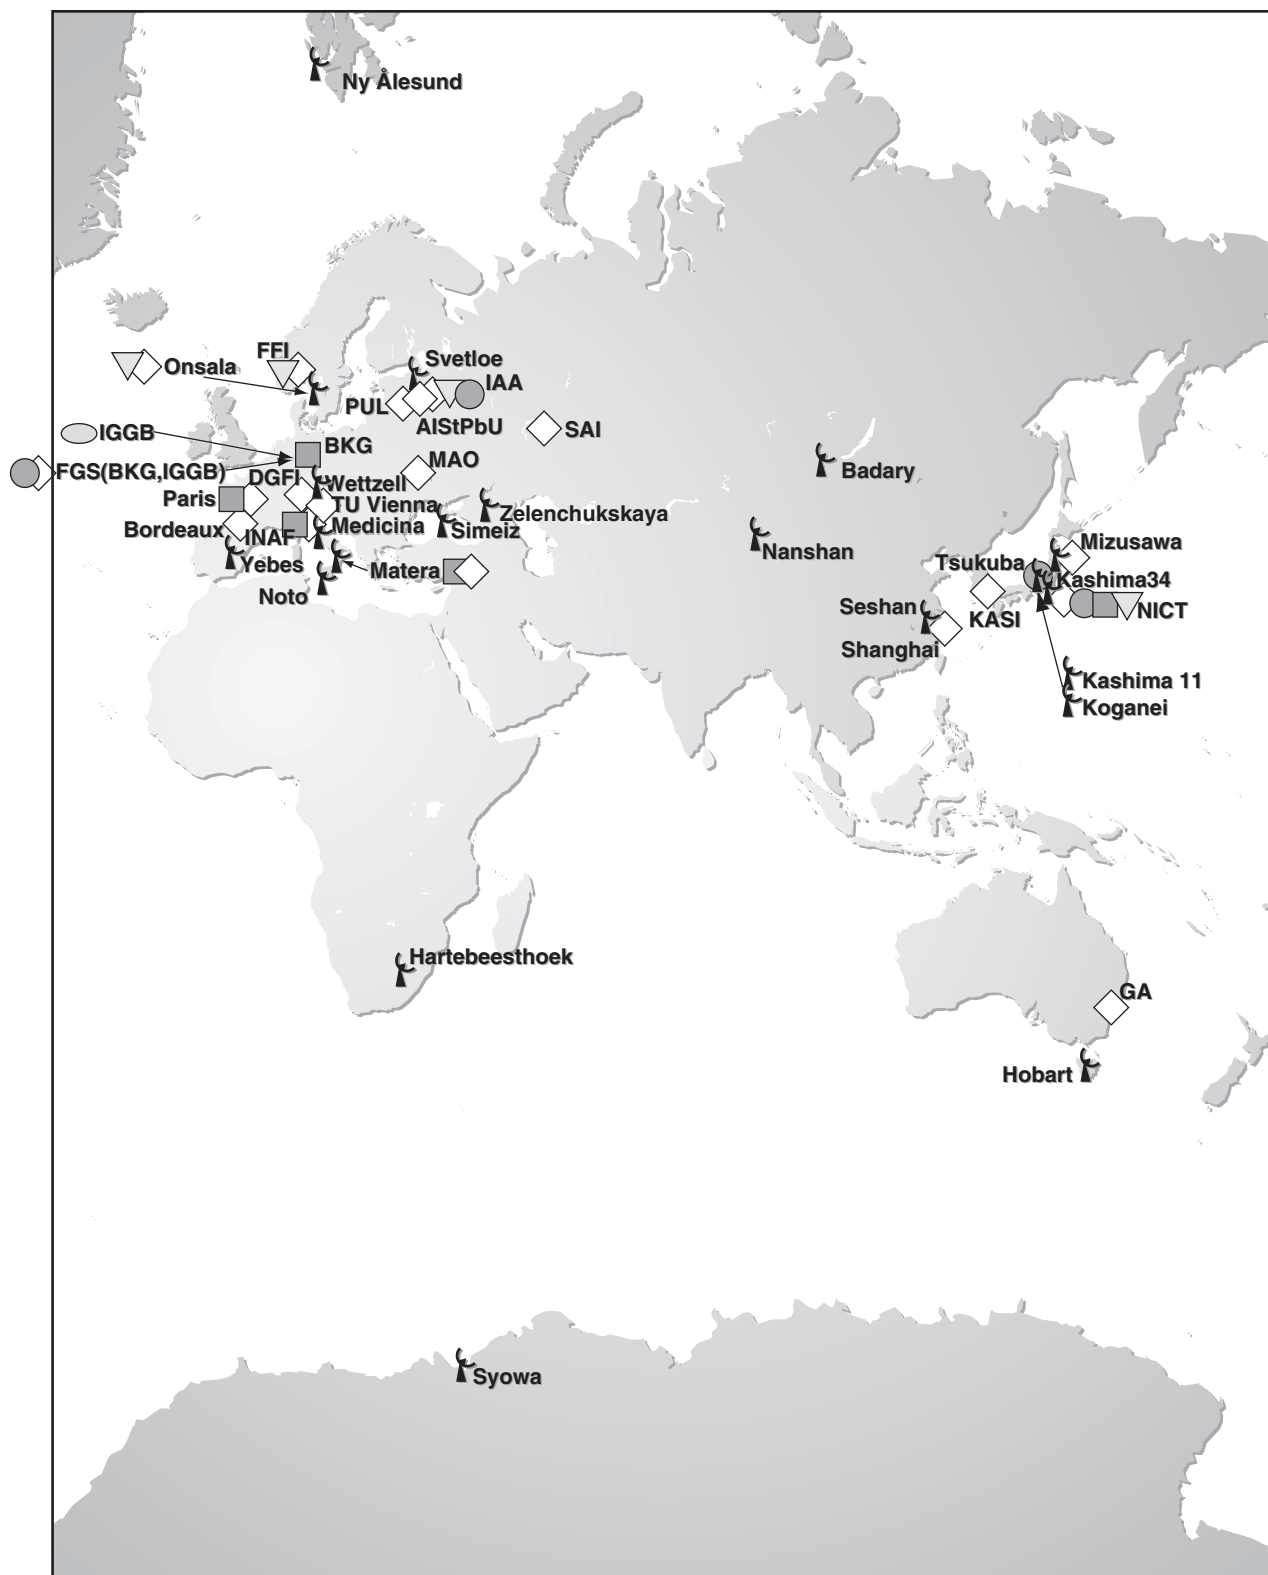 Ny Ålesund
FFI
Svetloe
Onsala
IAA
PUL
AIStPbU
SAI
IGGB
BKG
MAO
FGS(BKG,IGGB)
DGFI
Wettzell
Badary
Paris
TU Vienna
Zelenchukskaya
Bordeaux
INAF
Medicina
Simeiz
Nanshan
Mizusawa
Yebes
Matera
Tsukuba
Kashima34
Noto
Seshan
KASI
NICT
Shanghai
Kashima 11
Koganei
Hartebeesthoek
GA
Hobart
Syowa